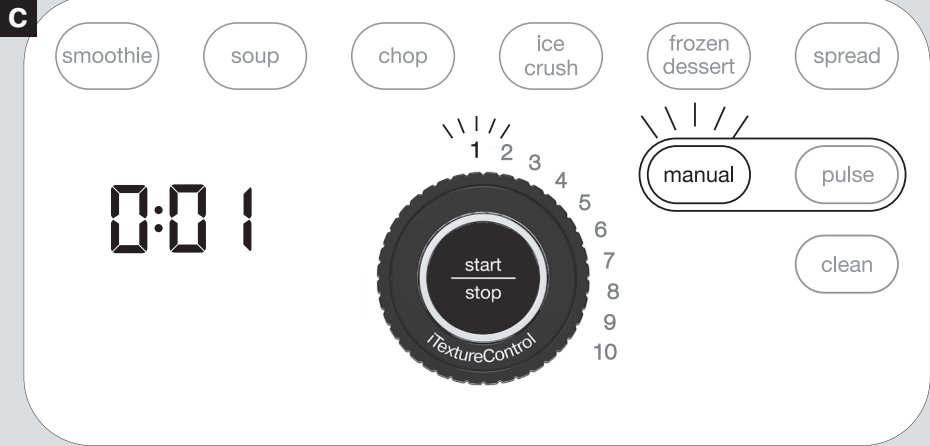 C
smoothie
soup
chop
ice
crush
frozen
dessert
spread
1
2
3
4
5
6
7
8
9
10
manual
pulse
0:01
start
stop
clean
iTextureControl